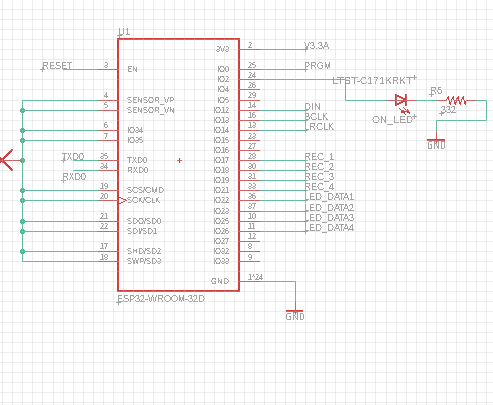 U1
3V3 2 V3.3A
RESET 3 EN IO0 25 PRGM
IO2 24 LTST-C171KRKT
IO4 26
4 SENSOR_VP IO5 29 R6
5 SENSOR_VN IO12 14 DIN 332
IO13 16 BCLK ON_LED
6 IO34 IO14 13 LRCLK
7 IO35 IO15 23 GND
IO16 27
TXD0 35 TXD0 IO17 28 REC_1
34 RXD0 IO18 30 REC_2
RXD0 IO19 31 REC_3
19 SCS/CMD IO21 33 REC_4
20 SCK/CLK IO22 36 LED_DATA1
IO23 37 LED_DATA2
21 SDO/SD0 IO25 10 LED_DATA3
22 SDI/SD1 IO26 11 LED_DATA4
IO27 12
17 SHD/SD2 IO32 8
18 SWP/SD3 IO33 9
GND 1*24
ESP32-WROOM-32D
GND